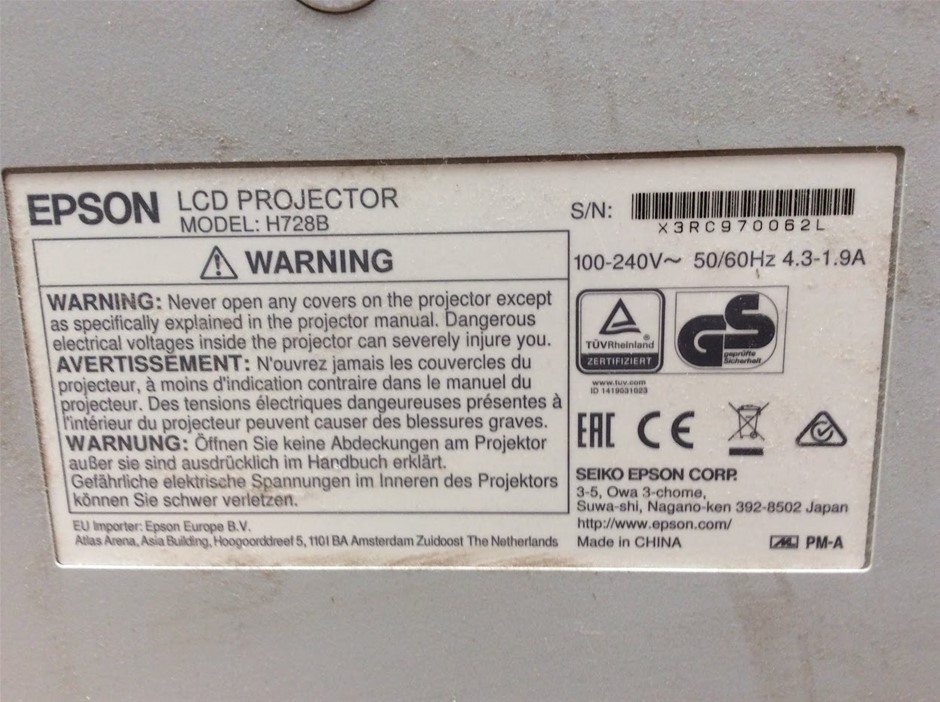 EPSON LCD PROJECTOR
MODEL: H728B
WARNING
WARNING: Never open any covers on the projector except
as specifically explained in the projector manual. Dangerous
electrical voltages inside the projector can severely injure you.
AVERTISSEMENT: N'ouvrez jamais les couvercles du
projecteur, à moins d'indication contraire dans le manuel du
projecteur. Des tensions électriques dangeureuses présentes à
l'intérieur du projecteur peuvent causer des blessures graves.
WARNUNG: Öffnen Sie keine Abdeckungen am Projektor
außer sie sind ausdrücklich im Handbuch erklärt.
Gefährliche elektrische Spannungen im Inneren des Projektors
können Sie schwer verletzen.
EU Importer: Epson Europe B.V.
Atlas Arena, Asia Building, Hoogoorddreef 5, 1101 BA Amsterdam Zuidoost The Netherlands
S/N:
X3RC970062L
100-240V~ 50/60Hz 4.3-1.9A
TÜVRheinland®
ZERTIFIZIERT
GS
geprüfte
Sicherheit
www.tuv.com
ID 1419031023
EAC CE
SEIKO EPSON CORP.
3-5, Owa 3-chome,
Suwa-shi, Nagano-ken 392-8502 Japan
http://www.epson.com/
Made in CHINA
PM-A